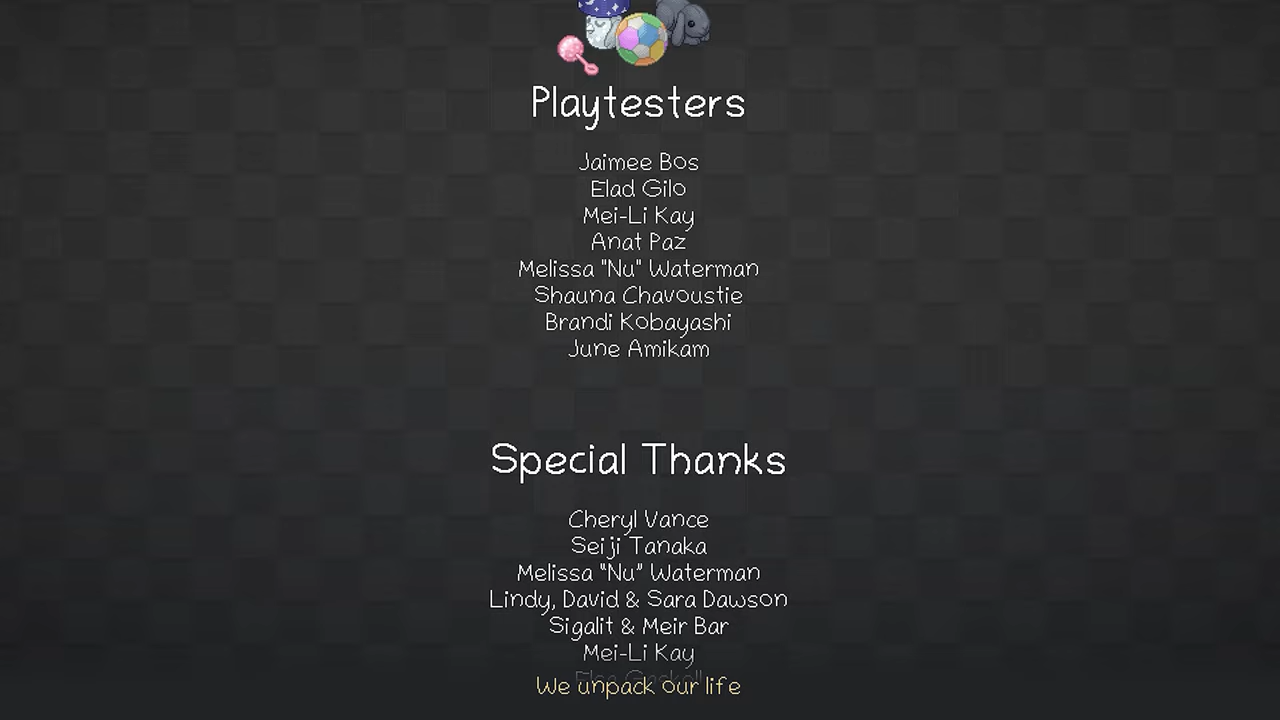 Playtesters
Jaimee Bos
Elad Gilo
Mei-Li Kay
Anat Paz
Melissa "Nu" Waterman
Shauna Chavoustie
Brandi Kobayashi
June Amikam
Special Thanks
Cheryl Vance
Seiji Tanaka
Melissa "Nu" Waterman
Lindy, David & Sara Dawson
Sigalit & Meir Bar
Mei-Li Kay
We unpack our life